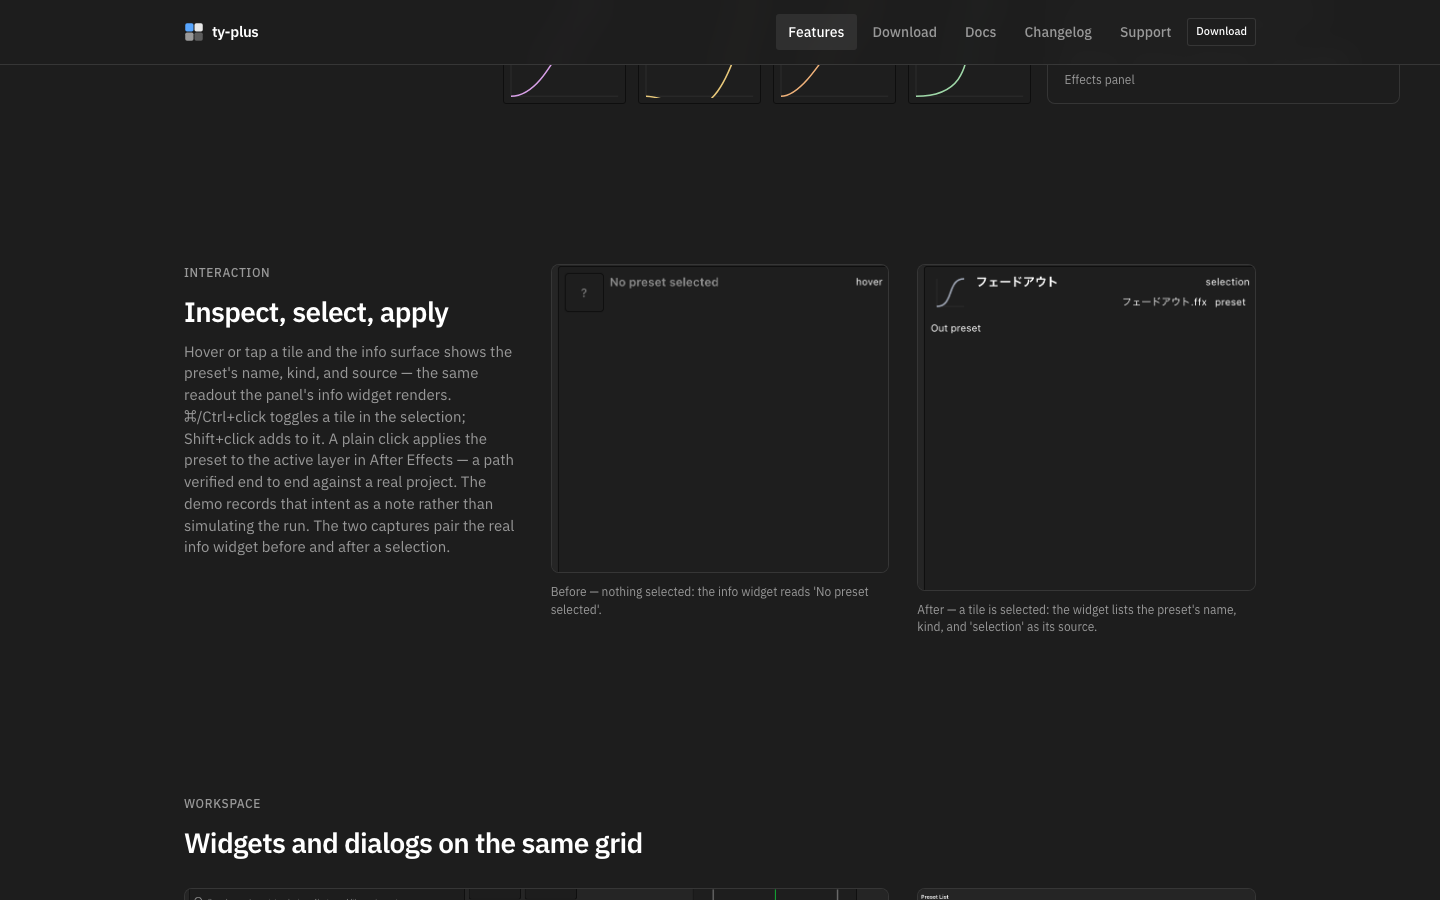 ty-plus
Features
Download
Docs
Changelog
Support
Download
Effects panel
INTERACTION
Inspect, select, apply
Hover or tap a tile and the info surface shows the
preset's name, kind, and source — the same
readout the panel's info widget renders.
⌘/Ctrl+click toggles a tile in the selection;
Shift+click adds to it. A plain click applies the
preset to the active layer in After Effects — a path
verified end to end against a real project. The
demo records that intent as a note rather than
simulating the run. The two captures pair the real
info widget before and after a selection.
?
No preset selected
hover
Before — nothing selected: the info widget reads 'No preset
selected'.
フェードアウト
selection
フェードアウト.ffx preset
Out preset
After — a tile is selected: the widget lists the preset's name,
kind, and 'selection' as its source.
WORKSPACE
Widgets and dialogs on the same grid
Preset List